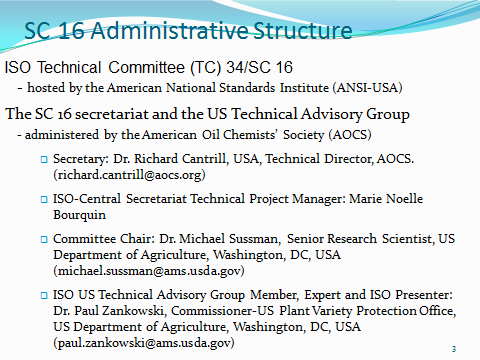 SC 16 Administrative Structure
ISO Technical Committee (TC) 34/SC 16
- hosted by the American National Standards Institute (ANSI-USA)
The SC 16 secretariat and the US Technical Advisory Group
- administered by the American Oil Chemists' Society (AOCS)
Secretary: Dr. Richard Cantrill, USA, Technical Director, AOCS.
(richard.cantrill@aocs.org)
ISO-Central Secretariat Technical Project Manager: Marie Noelle
Bourquin
Committee Chair: Dr. Michael Sussman, Senior Research Scientist, US
Department of Agriculture, Washington, DC, USA
(michael.sussman@ams.usda.gov)
ISO US Technical Advisory Group Member, Expert and ISO Presenter:
Dr. Paul Zankowski, Commissioner-US Plant Variety Protection Office,
US Department of Agriculture, Washington, DC, USA
(paul.zankowski@ams.usda.gov)
3